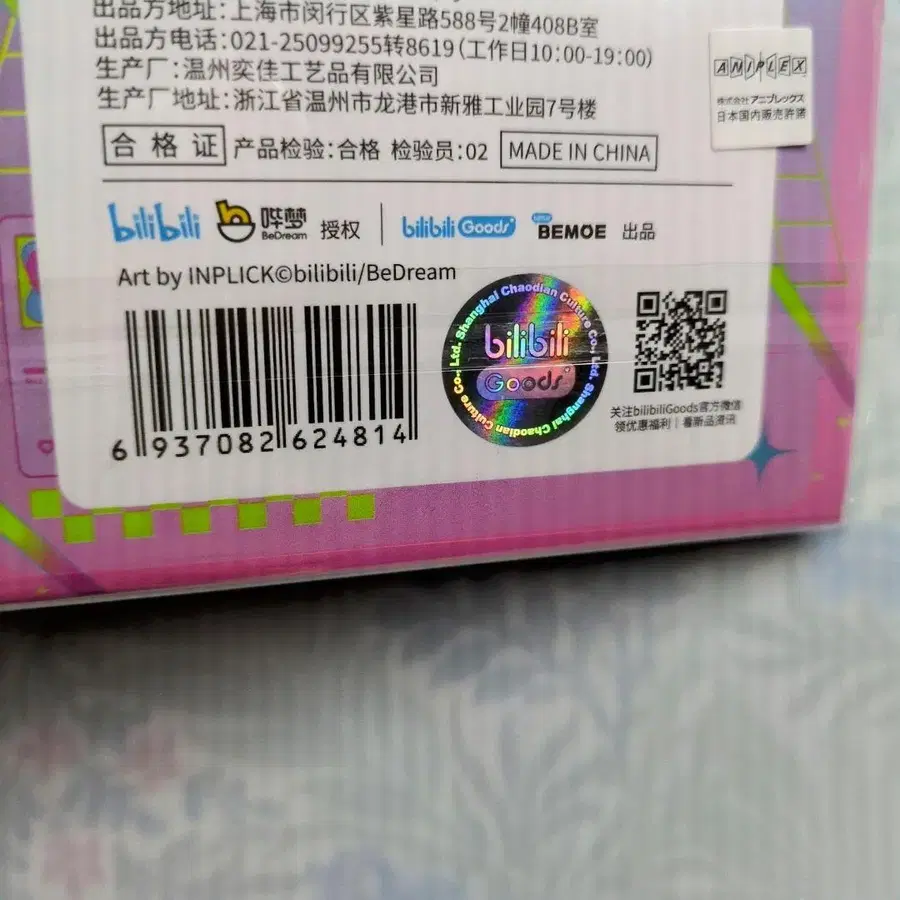 出品方地址:上海市闵行区紫星路588号2幢408B室
出品方电话:021-25099255转8619(工作日10:00-19:00)
生产厂:温州奕佳工艺品有限公司
生产厂地址:浙江省温州市龙港市新雅工业园7号楼
合格证 产品检验:合格 检验员:02 MADE IN CHINA
ANIPLEX
株式会社アニプレックス
日本国内販売許諾
bilibili 哔梦 BeDream 授权 bilibili Goods BEMOE 出品
Art by INPLICK©bilibili/BeDream
6 937082 624814
Shanghai Chaodian Culture Co., Ltd. Shanghai Chaodian Culture Co., Ltd.
bilibili
Goods
关注bilibiliGoods官方微信
领优惠福利｜看新品资讯